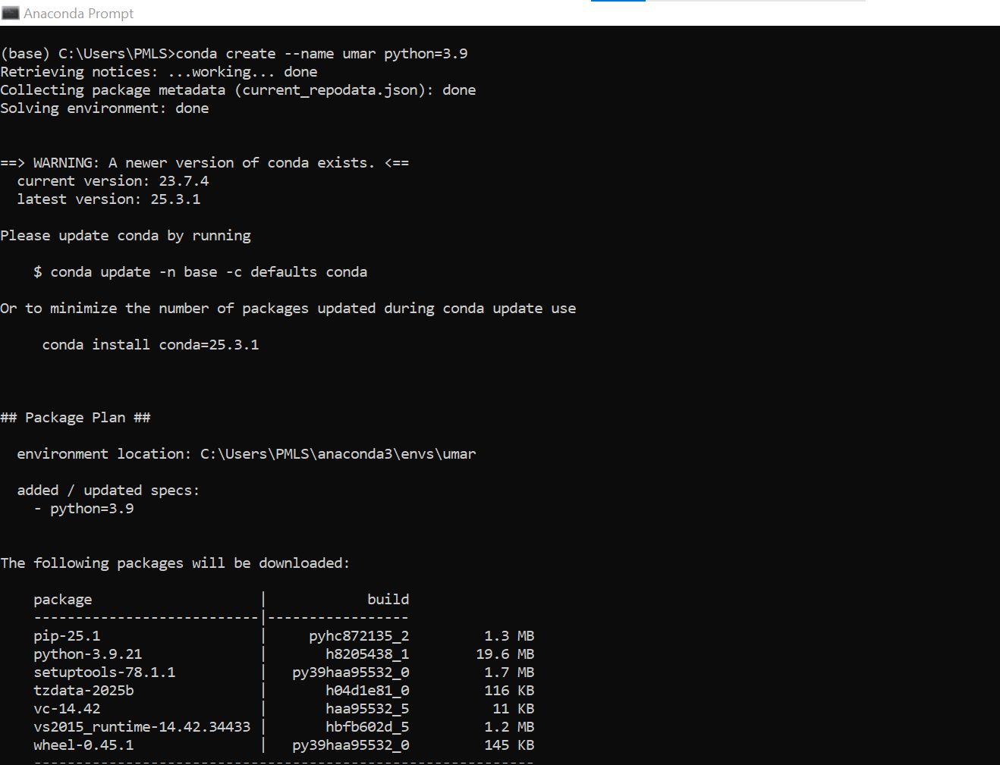 Anaconda Prompt
(base) C:\Users\PMLS>conda create --name umar python=3.9
Retrieving notices: ...working... done
Collecting package metadata (current_repodata.json): done
Solving environment: done
==> WARNING: A newer version of conda exists. <==
  current version: 23.7.4
  latest version: 25.3.1
Please update conda by running
    $ conda update -n base -c defaults conda
Or to minimize the number of packages updated during conda update use
     conda install conda=25.3.1
## Package Plan ##
  environment location: C:\Users\PMLS\anaconda3\envs\umar
  added / updated specs:
    - python=3.9
The following packages will be downloaded:
    package                    |            build
    ---------------------------|-----------------
    pip-25.1                   |     pyhc872135_2         1.3 MB
    python-3.9.21              |       h8205438_1        19.6 MB
    setuptools-78.1.1          |   py39haa95532_0         1.7 MB
    tzdata-2025b               |       h04d1e81_0         116 KB
    vc-14.42                   |       haa95532_5          11 KB
    vs2015_runtime-14.42.34433 |       hbfb602d_5         1.2 MB
    wheel-0.45.1               |   py39haa95532_0         145 KB
    ------------------------------------------------------------